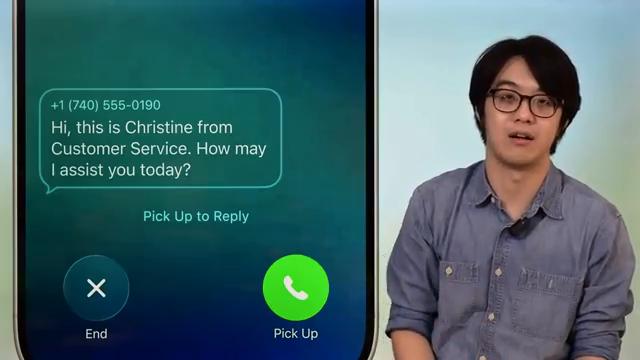 +1 (740) 555-0190
Hi, this is Christine from
Customer Service. How may
I assist you today?
Pick Up to Reply
End
Pick Up